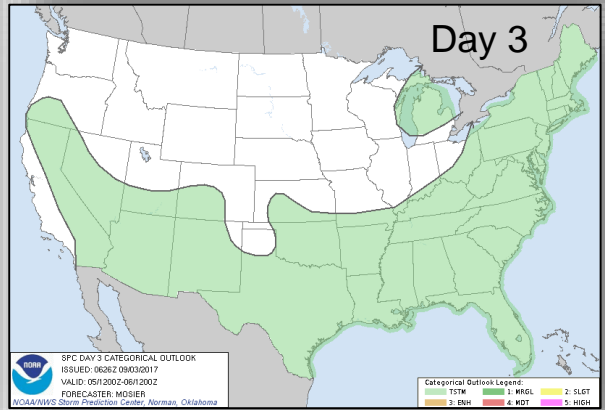 Day 3
NOAA
SPC DAY 3 CATEGORICAL OUTLOOK
ISSUED: 0626Z 09/03/2017
VALID: 05/1200Z-06/1200Z
FORECASTER: MOSIER
NOAA/NWS Storm Prediction Center, Norman, Oklahoma
Categorical Outlook Legend:
TSTM 1: MRGL 2: SLGT
3: ENH 4: MDT 5: HIGH